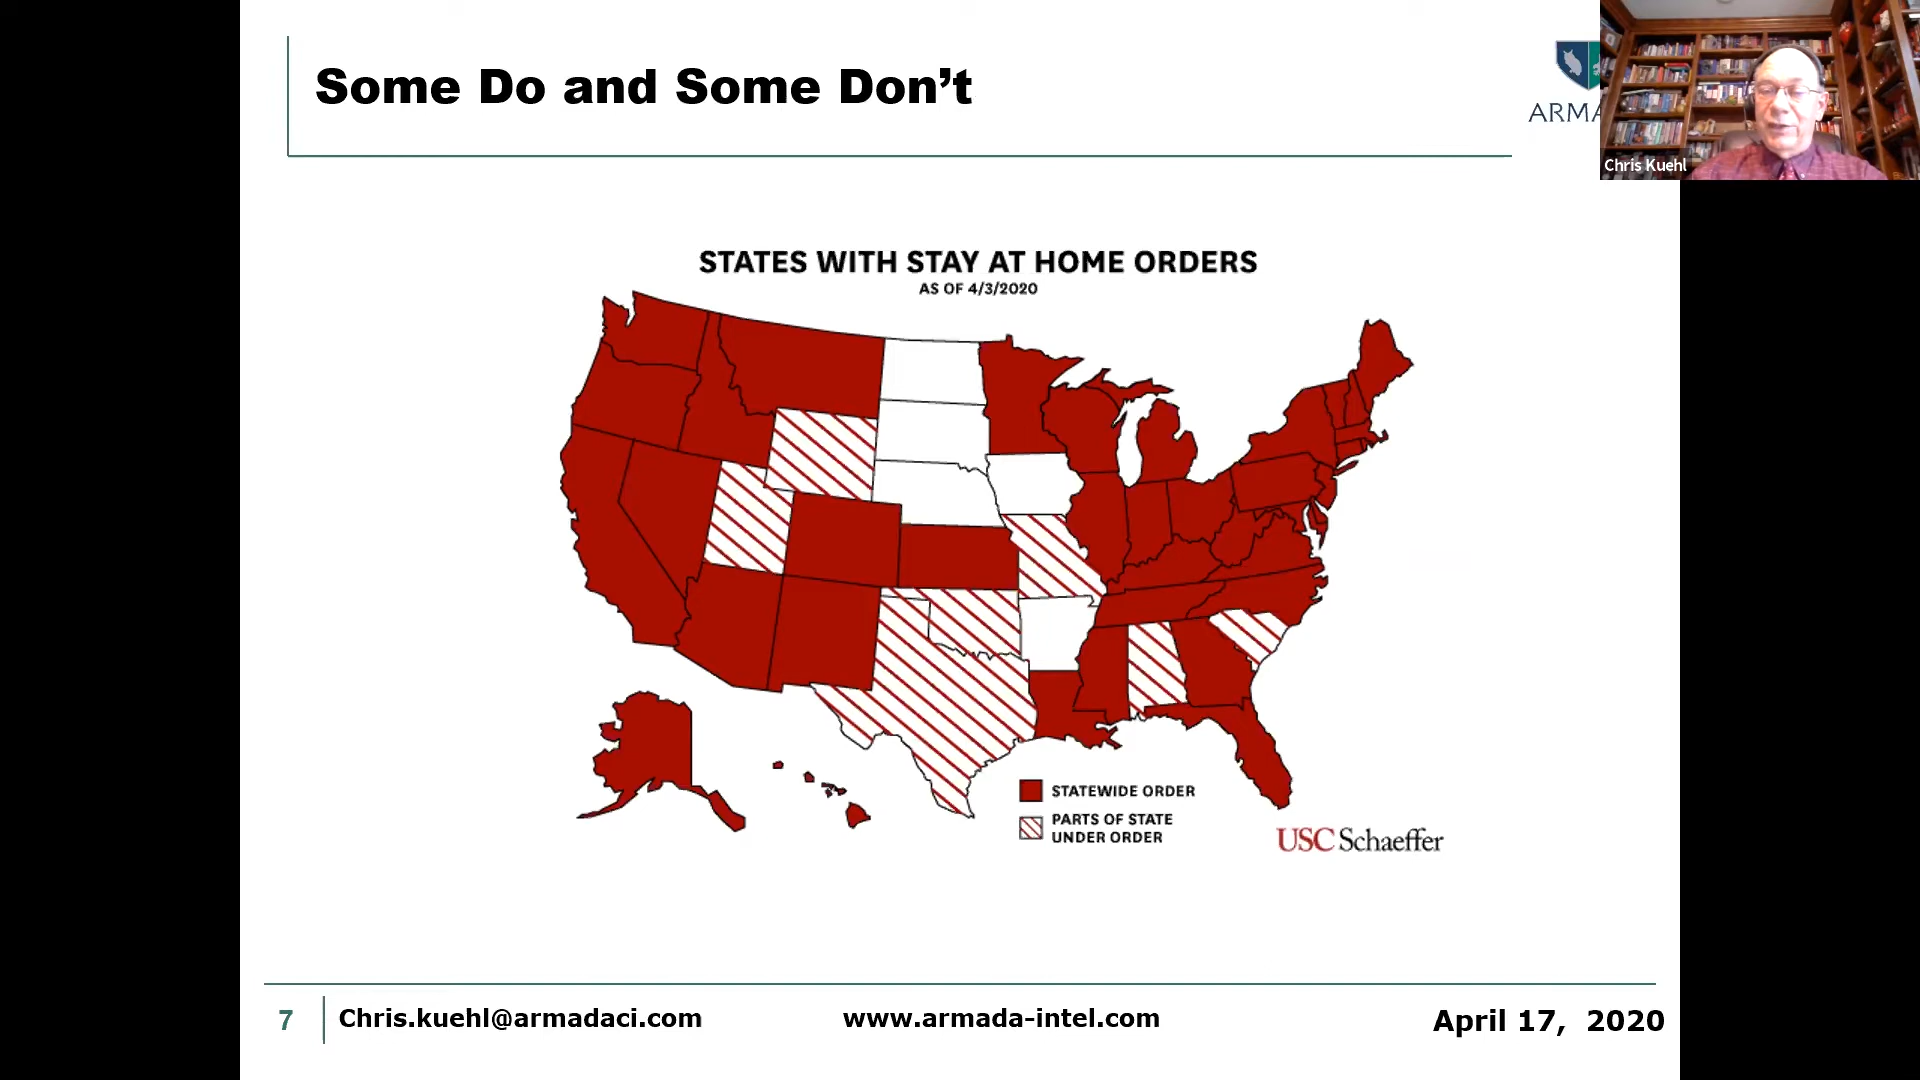 Some Do and Some Don’t
ARMA
Chris Kuehl
STATES WITH STAY AT HOME ORDERS
AS OF 4/3/2020
STATEWIDE ORDER
PARTS OF STATE
UNDER ORDER
USC Schaeffer
7
Chris.kuehl@armadaci.com
www.armada-intel.com
April 17, 2020